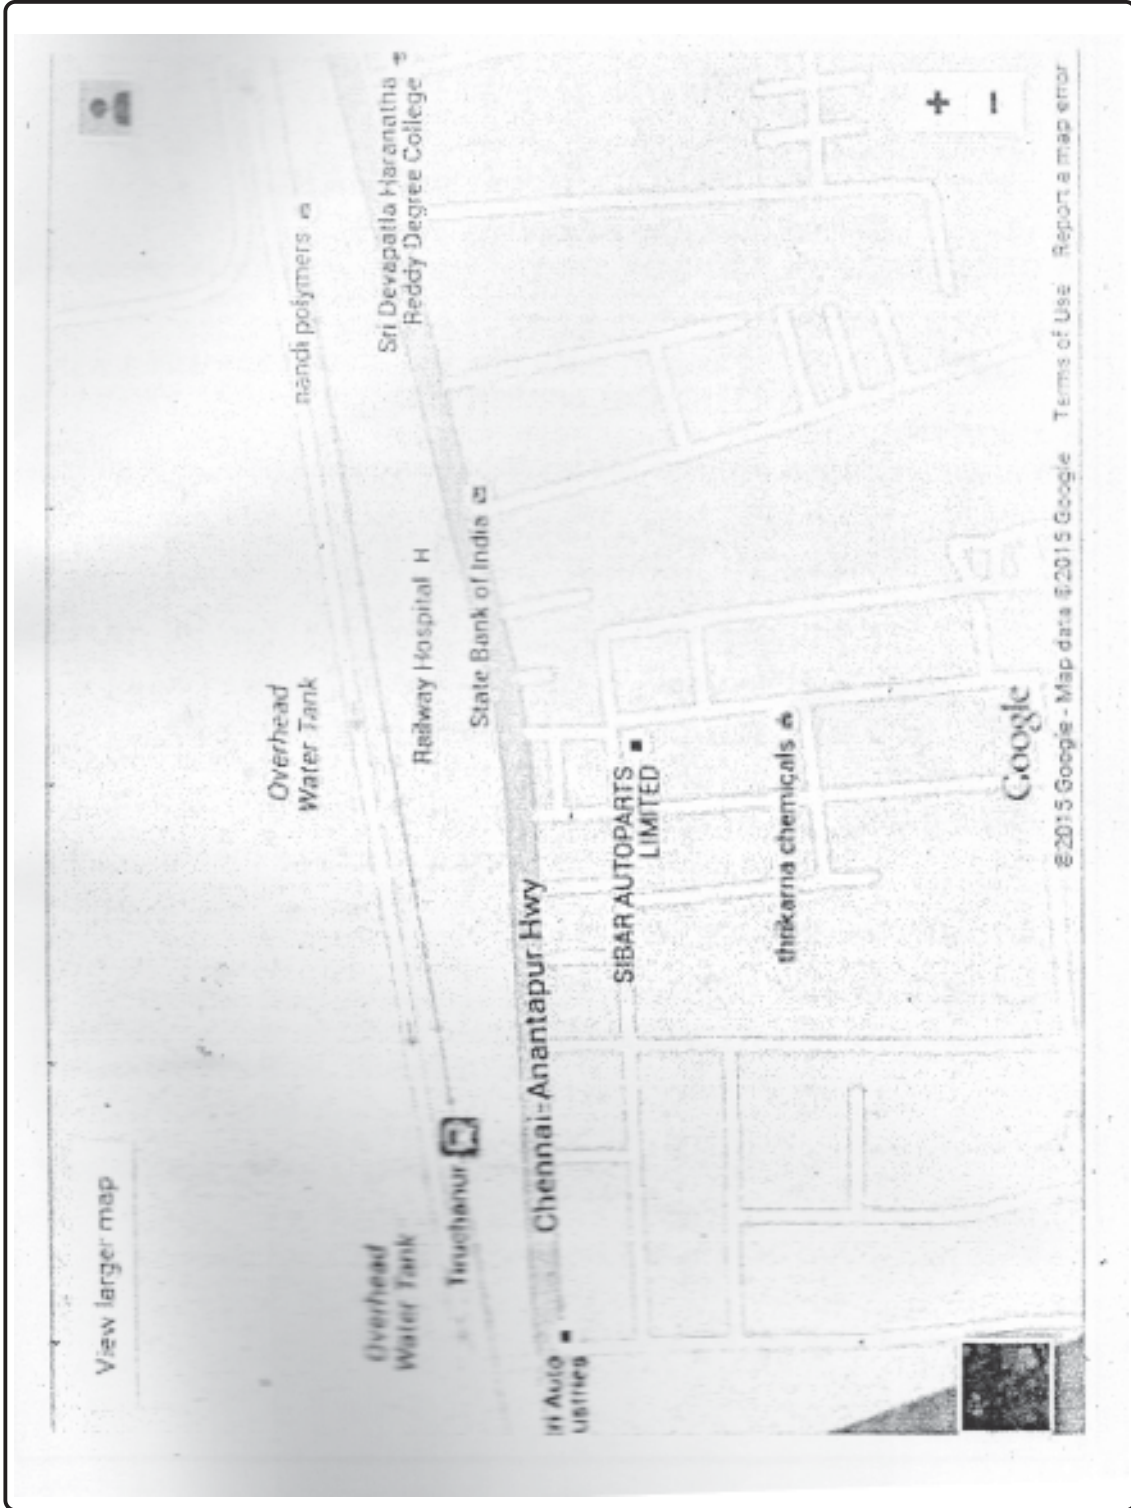 View larger map
Overhead
Water Tank
nandi polymers
Overhead
Water Tank
Sri Devapatla Haranatha
Reddy Degree College
Railway Hospital H
Tiruchanur
State Bank of India
Chennai-Anantapur Hwy
Auto
SIBAR AUTOPARTS
LIMITED
thrikarna chemicals
+
−
Google
©2015 Google - Map data ©2015 Google Terms of Use Report a map error